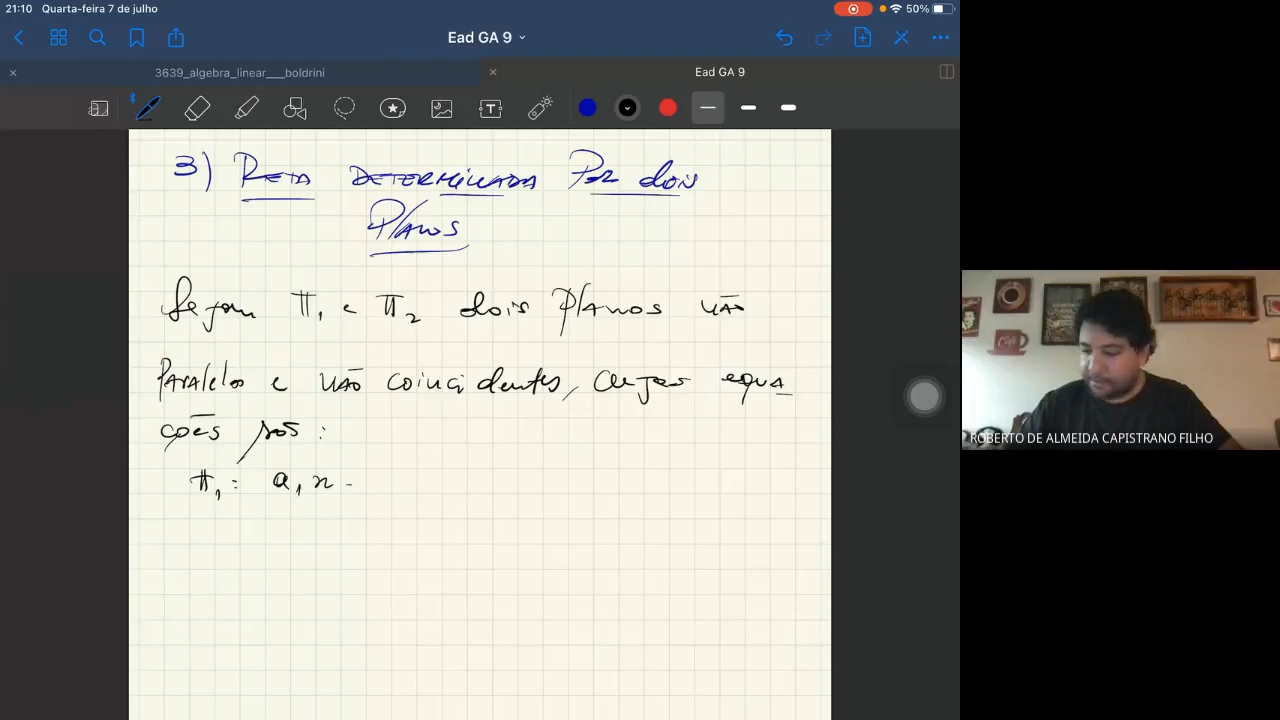 21:10 Quarta-feira 7 de julho
50%
Ead GA 9
3639_algebra_linear___boldrini
Ead GA 9
3) RETA DETERMINADA POR dois
Planos
Sejam π₁ e π₂ dois planos não
Paralelos e não coincidentes, cujas equa
ções são:
π₁: a₁x -
ROBERTO DE ALMEIDA CAPISTRANO FILHO